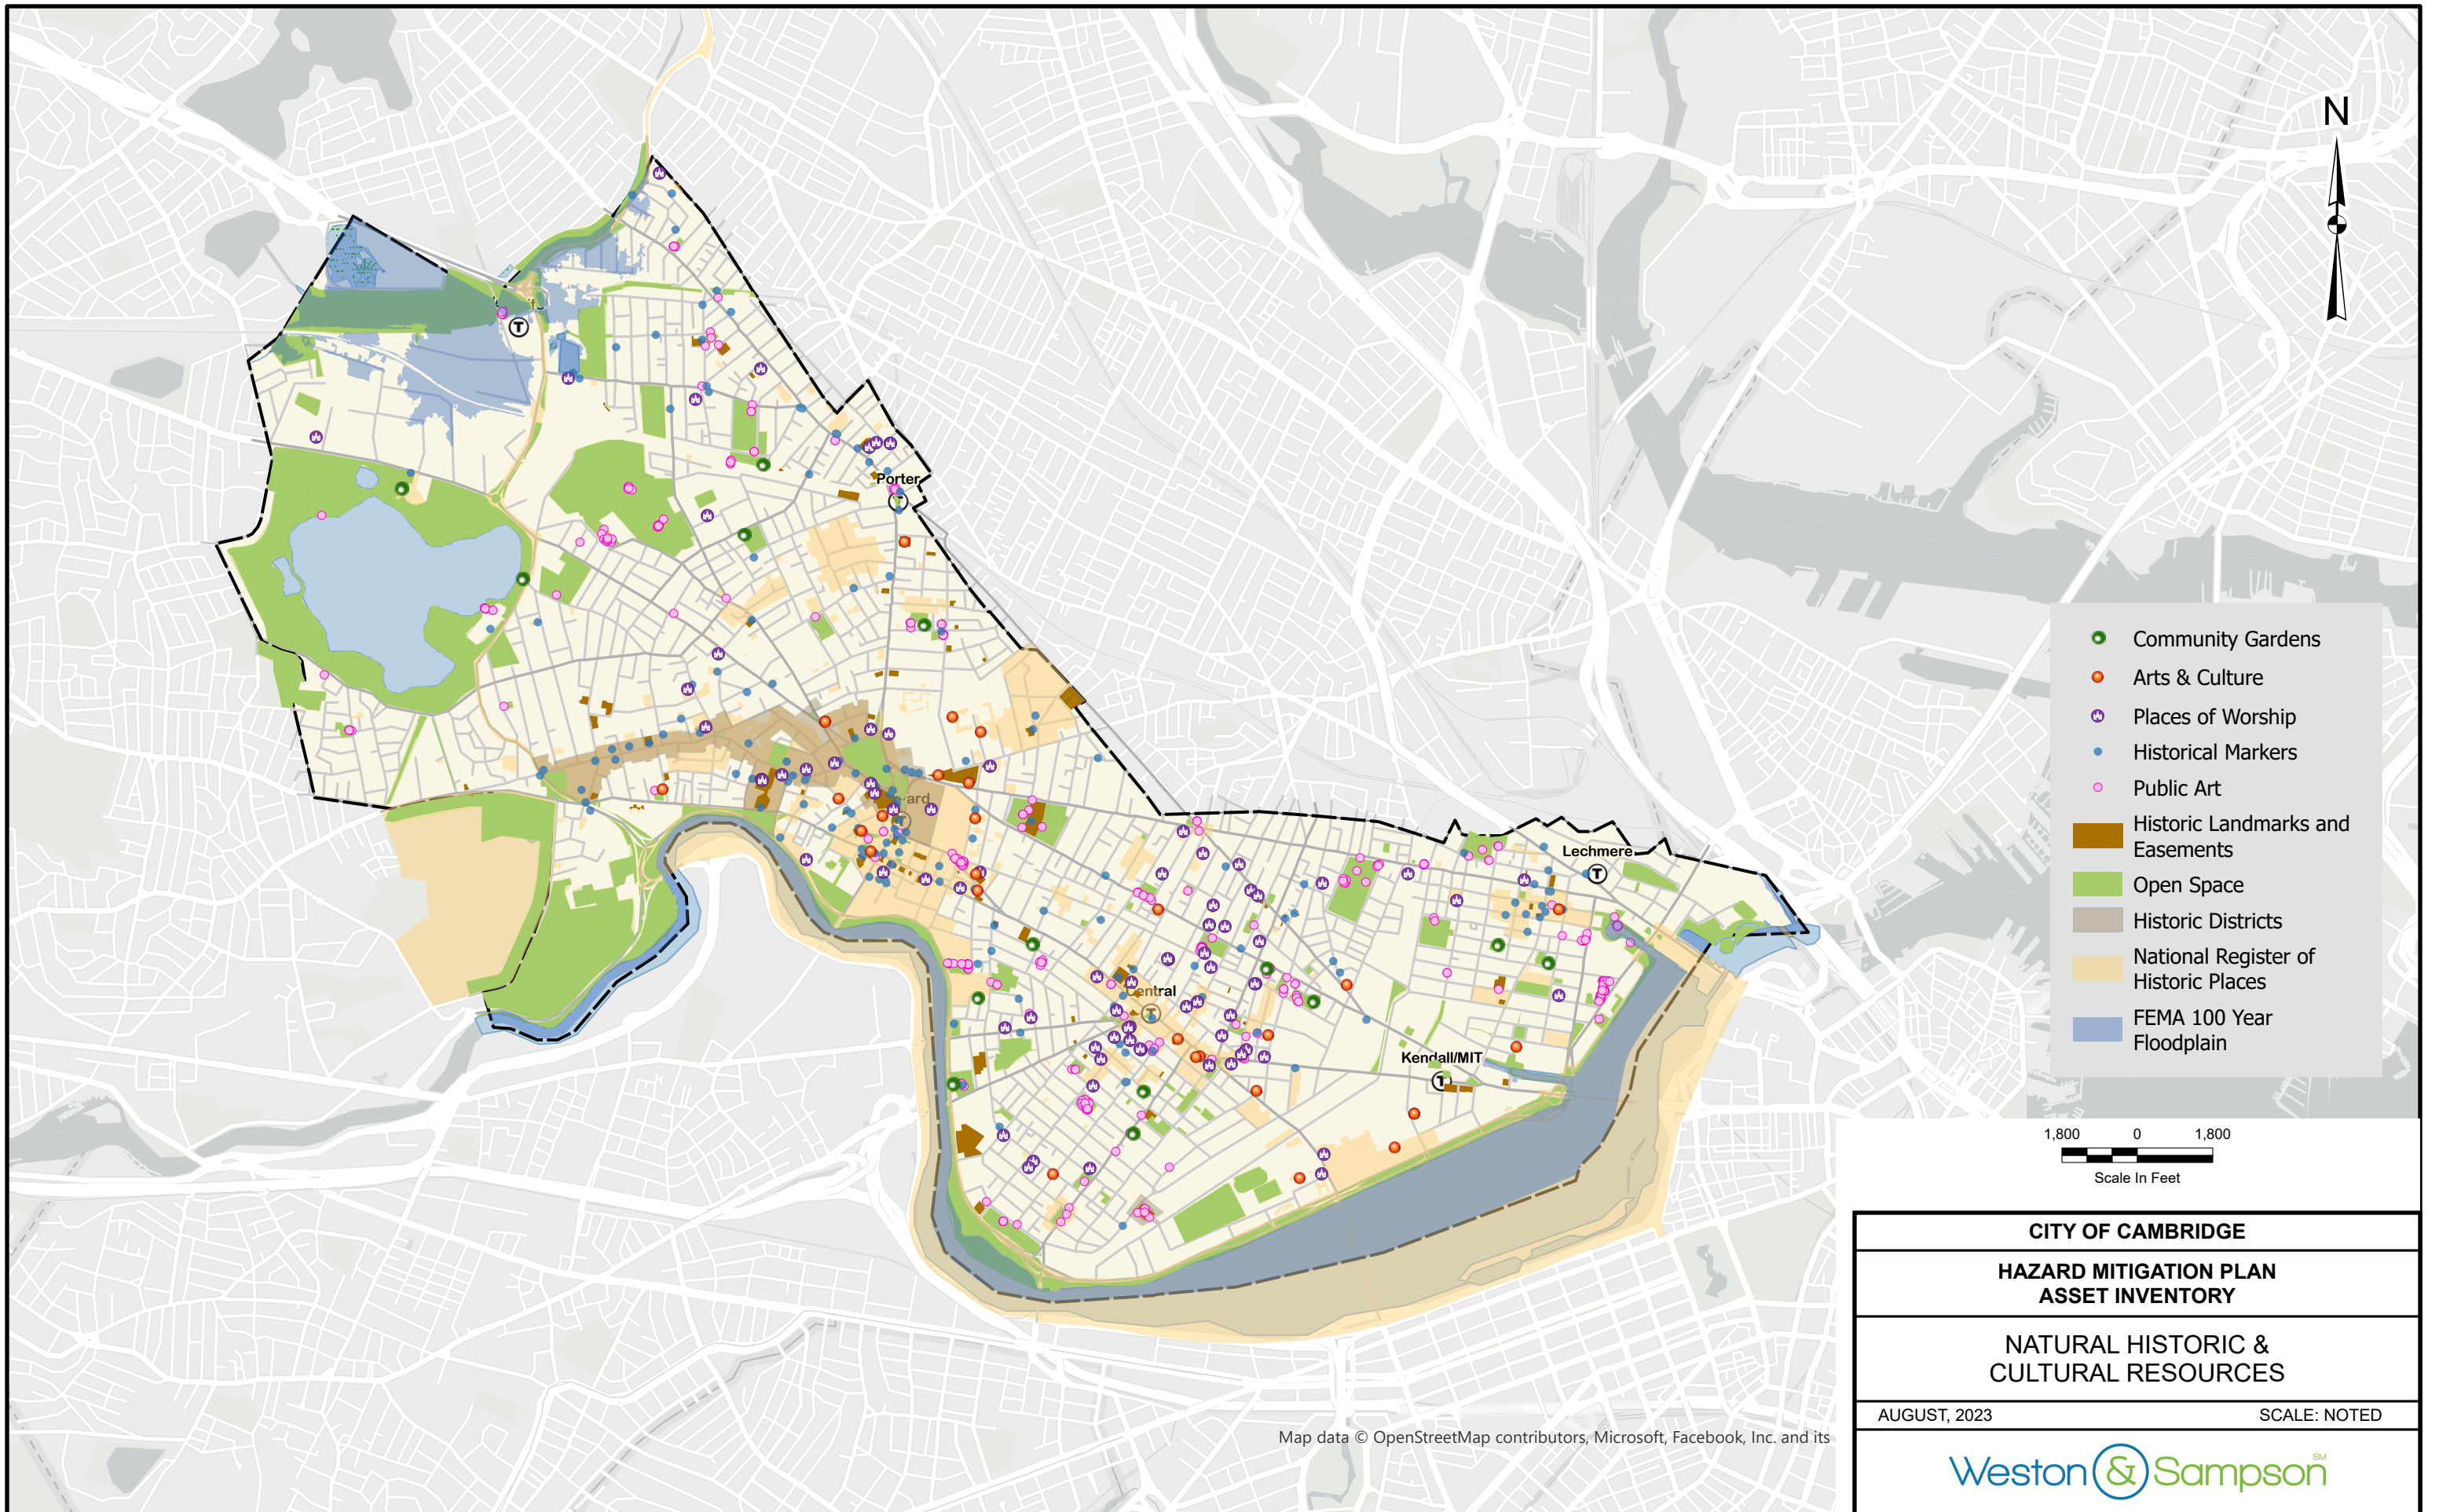 N
Porter
Lechmere
Central
Kendall/MIT
T
T
T
T
T
Community Gardens
Arts & Culture
Places of Worship
Historical Markers
Public Art
Historic Landmarks and
Easements
Open Space
Historic Districts
National Register of
Historic Places
FEMA 100 Year
Floodplain
1,800 0 1,800
Scale In Feet
CITY OF CAMBRIDGE
HAZARD MITIGATION PLAN
ASSET INVENTORY
NATURAL HISTORIC &
CULTURAL RESOURCES
AUGUST, 2023 SCALE: NOTED
Map data © OpenStreetMap contributors, Microsoft, Facebook, Inc. and its
Weston & Sampson SM